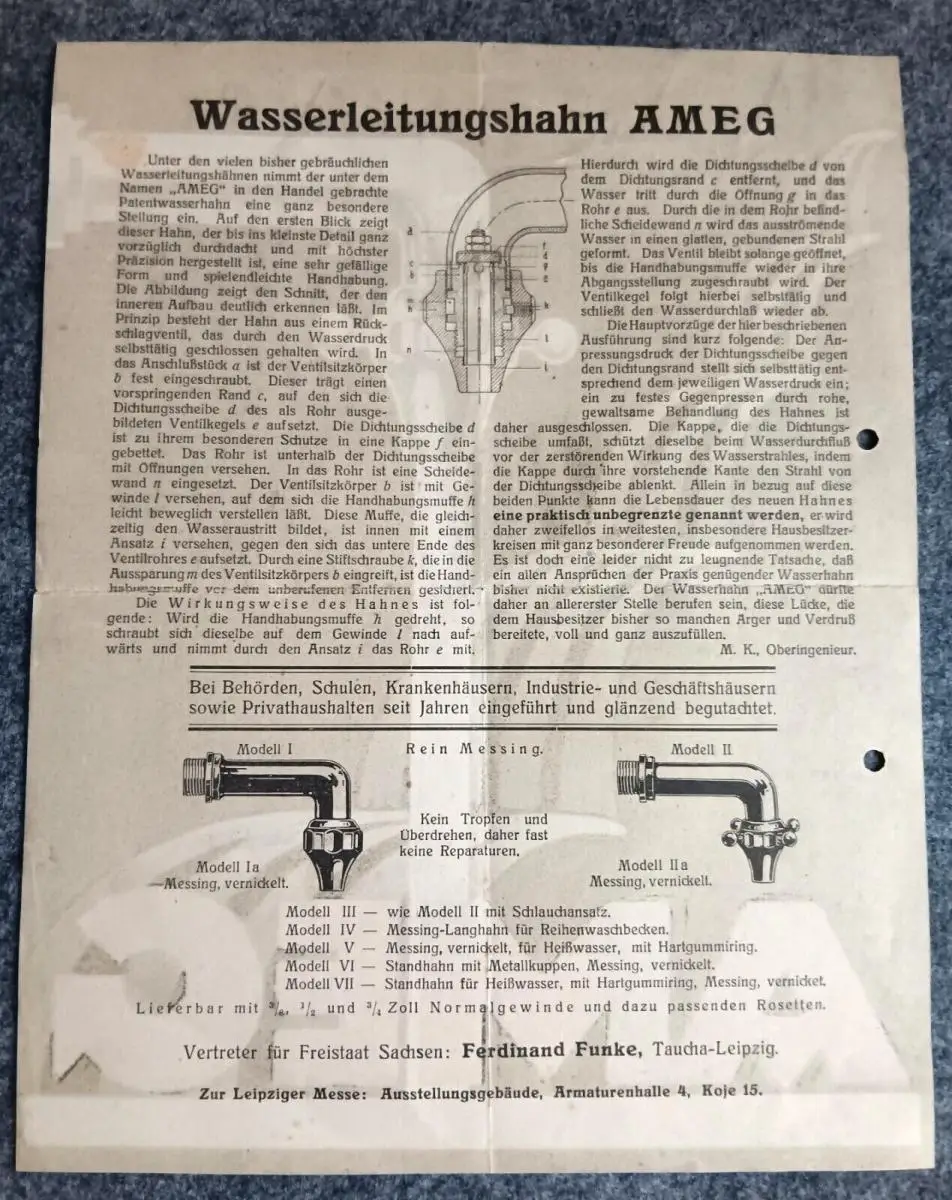 Wasserleitungshahn AMEG
Unter den vielen bisher gebräuchlichen
Wasserleitungshähnen nimmt der unter dem
Namen „AMEG“ in den Handel gebrachte
Patentwasserhahn eine ganz besondere
Stellung ein. Auf den ersten Blick zeigt
dieser Hahn, der bis ins kleinste Detail ganz
vorzüglich durchdacht und mit höchster
Präzision hergestellt ist, eine sehr gefällige
Form und spielendleichte Handhabung.
Die Abbildung zeigt den Schnitt, der den
inneren Aufbau deutlich erkennen läßt. Im
Prinzip besteht der Hahn aus einem Rück-
schlagventil, das durch den Wasserdruck
selbsttätig geschlossen gehalten wird. In
das Anschlußstück a ist der Ventilsitzkörper
b fest eingeschraubt. Dieser trägt einen
vorspringenden Rand c, auf den sich die
Dichtungsscheibe d des als Rohr ausge-
bildeten Ventilkegels e aufsetzt. Die Dichtungsscheibe d
ist zu ihrem besonderen Schutze in eine Kappe f ein-
gebettet. Das Rohr ist unterhalb der Dichtungsscheibe
mit Öffnungen versehen. In das Rohr ist eine Scheide-
wand n eingesetzt. Der Ventilsitzkörper b ist mit Ge-
winde l versehen, auf dem sich die Handhabungsmuffe h
leicht beweglich verstellen läßt. Diese Muffe, die gleich-
zeitig den Wasseraustritt bildet, ist innen mit einem
Ansatz i versehen, gegen den sich das untere Ende des
Ventilrohres e aufsetzt. Durch eine Stiftschraube k, die in die
Aussparung m des Ventilsitzkörpers b eingreift, ist die Hand-
habungsmuffe vor dem unberufenen Entfernen gesichert.
Die Wirkungsweise des Hahnes ist fol-
gende: Wird die Handhabungsmuffe h gedreht, so
schraubt sich dieselbe auf dem Gewinde l nach auf-
wärts und nimmt durch den Ansatz i das Rohr e mit.
Hierdurch wird die Dichtungsscheibe d von
dem Dichtungsrand c entfernt, und das
Wasser tritt durch die Öffnung g in das
Rohr e aus. Durch die in dem Rohr befind-
liche Scheidewand n wird das ausströmende
Wasser in einen glatten, gebundenen Strahl
geformt. Das Ventil bleibt solange geöffnet,
bis die Handhabungsmuffe wieder in ihre
Abgangsstellung zugeschraubt wird. Der
Ventilkegel folgt hierbei selbsttätig und
schließt den Wasserdurchlaß wieder ab.
Die Hauptvorzüge der hier beschriebenen
Ausführung sind kurz folgende: Der An-
pressungsdruck der Dichtungsscheibe gegen
den Dichtungsrand stellt sich selbsttätig ent-
sprechend dem jeweiligen Wasserdruck ein;
ein zu festes Gegenpressen durch rohe,
gewaltsame Behandlung des Hahnes ist
daher ausgeschlossen. Die Kappe, die die Dichtungs-
scheibe umfaßt, schützt dieselbe beim Wasserdurchfluß
vor der zerstörenden Wirkung des Wasserstrahles, indem
die Kappe durch ihre vorstehende Kante den Strahl von
der Dichtungsscheibe ablenkt. Allein in bezug auf diese
beiden Punkte kann die Lebensdauer des neuen Hahnes
eine praktisch unbegrenzte genannt werden, er wird
daher zweifellos in weitesten, insbesondere Hausbesitzer-
kreisen mit ganz besonderer Freude aufgenommen werden.
Es ist doch eine leider nicht zu leugnende Tatsache, daß
ein allen Ansprüchen der Praxis genügender Wasserhahn
bisher nicht existierte. Der Wasserhahn „AMEG“ dürfte
daher an allererster Stelle berufen sein, diese Lücke, die
dem Hausbesitzer bisher so manchen Arger und Verdruß
bereitete, voll und ganz auszufüllen.
M. K., Oberingenieur.
Bei Behörden, Schulen, Krankenhäusern, Industrie- und Geschäftshäusern
sowie Privathaushalten seit Jahren eingeführt und glänzend begutachtet.
Modell I
Rein Messing.
Modell II
Kein Tropfen und
Überdrehen, daher fast
keine Reparaturen.
Modell Ia
Messing, vernickelt.
Modell IIa
Messing, vernickelt.
Modell III — wie Modell II mit Schlauchansatz.
Modell IV — Messing-Langhahn für Reihenwaschbecken.
Modell V — Messing, vernickelt, für Heißwasser, mit Hartgummiring.
Modell VI — Standhahn mit Metallkuppen, Messing, vernickelt.
Modell VII — Standhahn für Heißwasser, mit Hartgummiring, Messing, vernickelt.
Lieferbar mit 3/8, 1/2 und 3/4 Zoll Normalgewinde und dazu passenden Rosetten.
Vertreter für Freistaat Sachsen: Ferdinand Funke, Taucha-Leipzig.
Zur Leipziger Messe: Ausstellungsgebäude, Armaturenhalle 4, Koje 15.